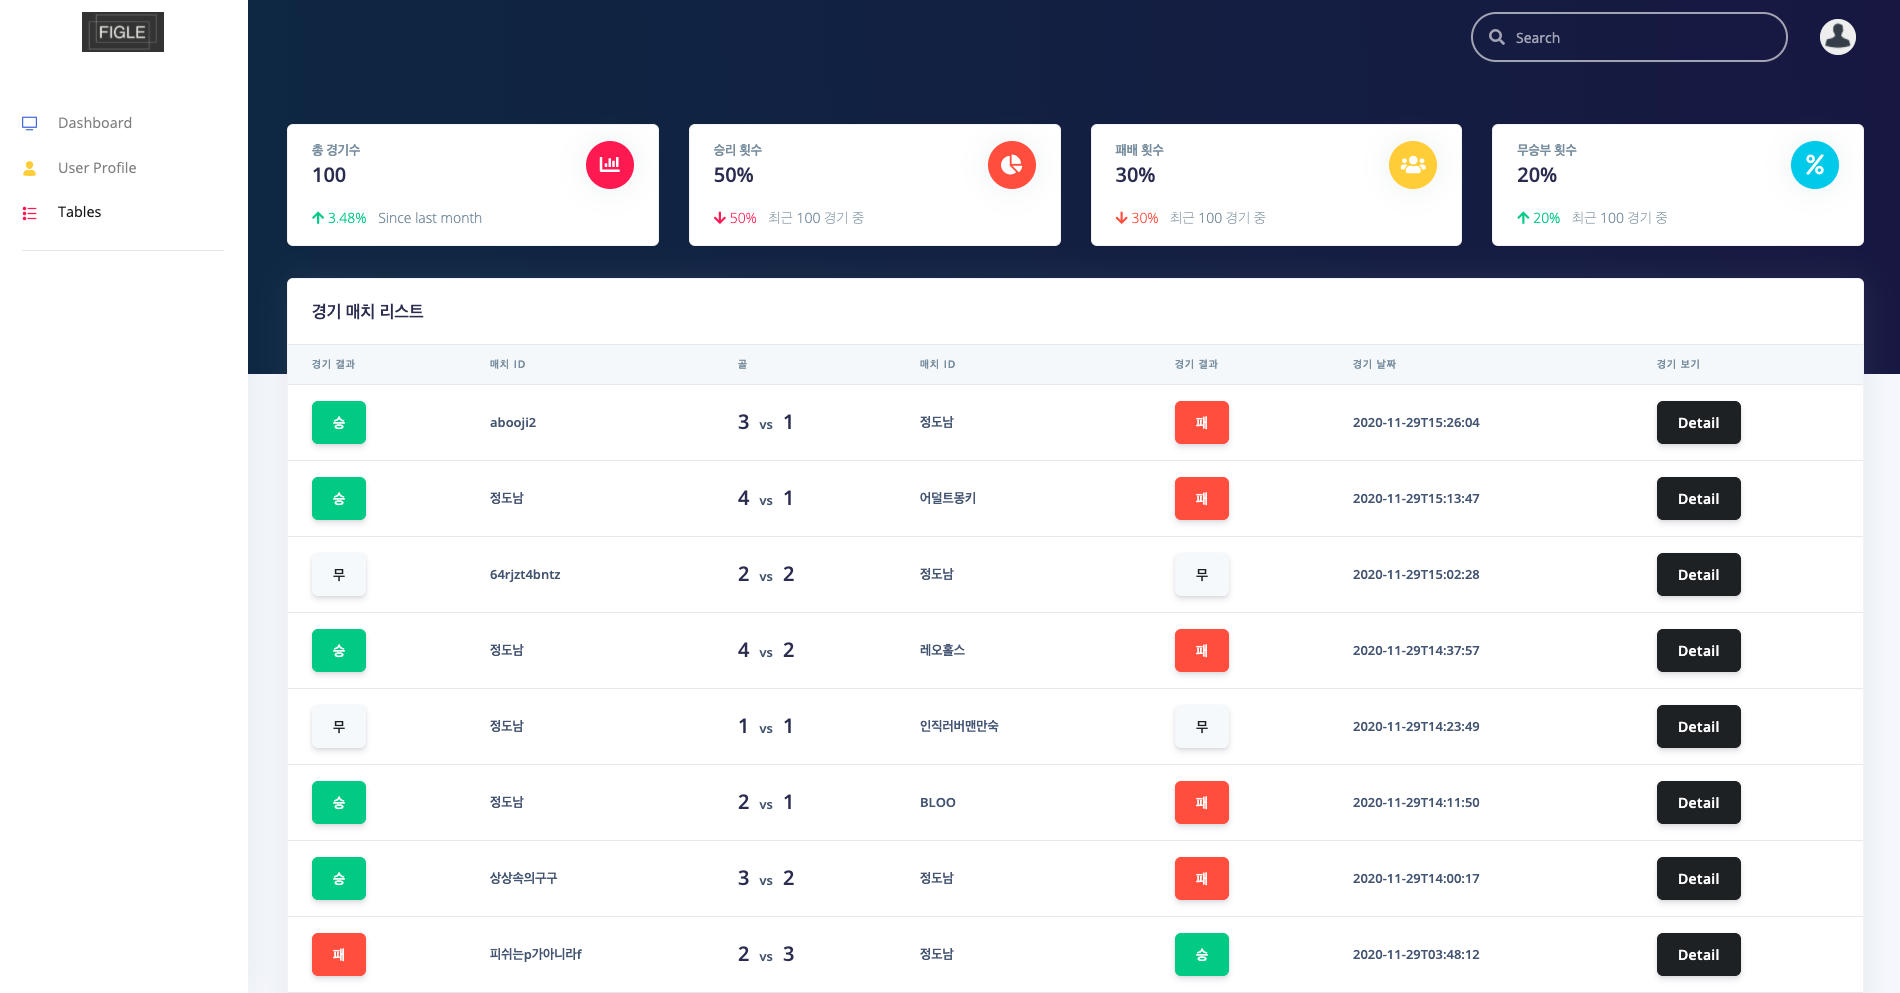 FIGLE
Search
Dashboard
User Profile
Tables
총 경기수
100
3.48% Since last month
승리 횟수
50%
50% 최근 100 경기 중
패배 횟수
30%
30% 최근 100 경기 중
무승부 횟수
20%
20% 최근 100 경기 중
경기 매치 리스트
경기 결과 매치 ID 골 매치 ID 경기 결과 경기 날짜 경기 보기
승 abooji2 3 vs 1 정도남 패 2020-11-29T15:26:04 Detail
승 정도남 4 vs 1 어덜트몽키 패 2020-11-29T15:13:47 Detail
무 64rjzt4bntz 2 vs 2 정도남 무 2020-11-29T15:02:28 Detail
승 정도남 4 vs 2 레오훌스 패 2020-11-29T14:37:57 Detail
무 정도남 1 vs 1 인직러버맨만숙 무 2020-11-29T14:23:49 Detail
승 정도남 2 vs 1 BLOO 패 2020-11-29T14:11:50 Detail
승 상상속의구구 3 vs 2 정도남 패 2020-11-29T14:00:17 Detail
패 피쉬는p가아니라f 2 vs 3 정도남 승 2020-11-29T03:48:12 Detail